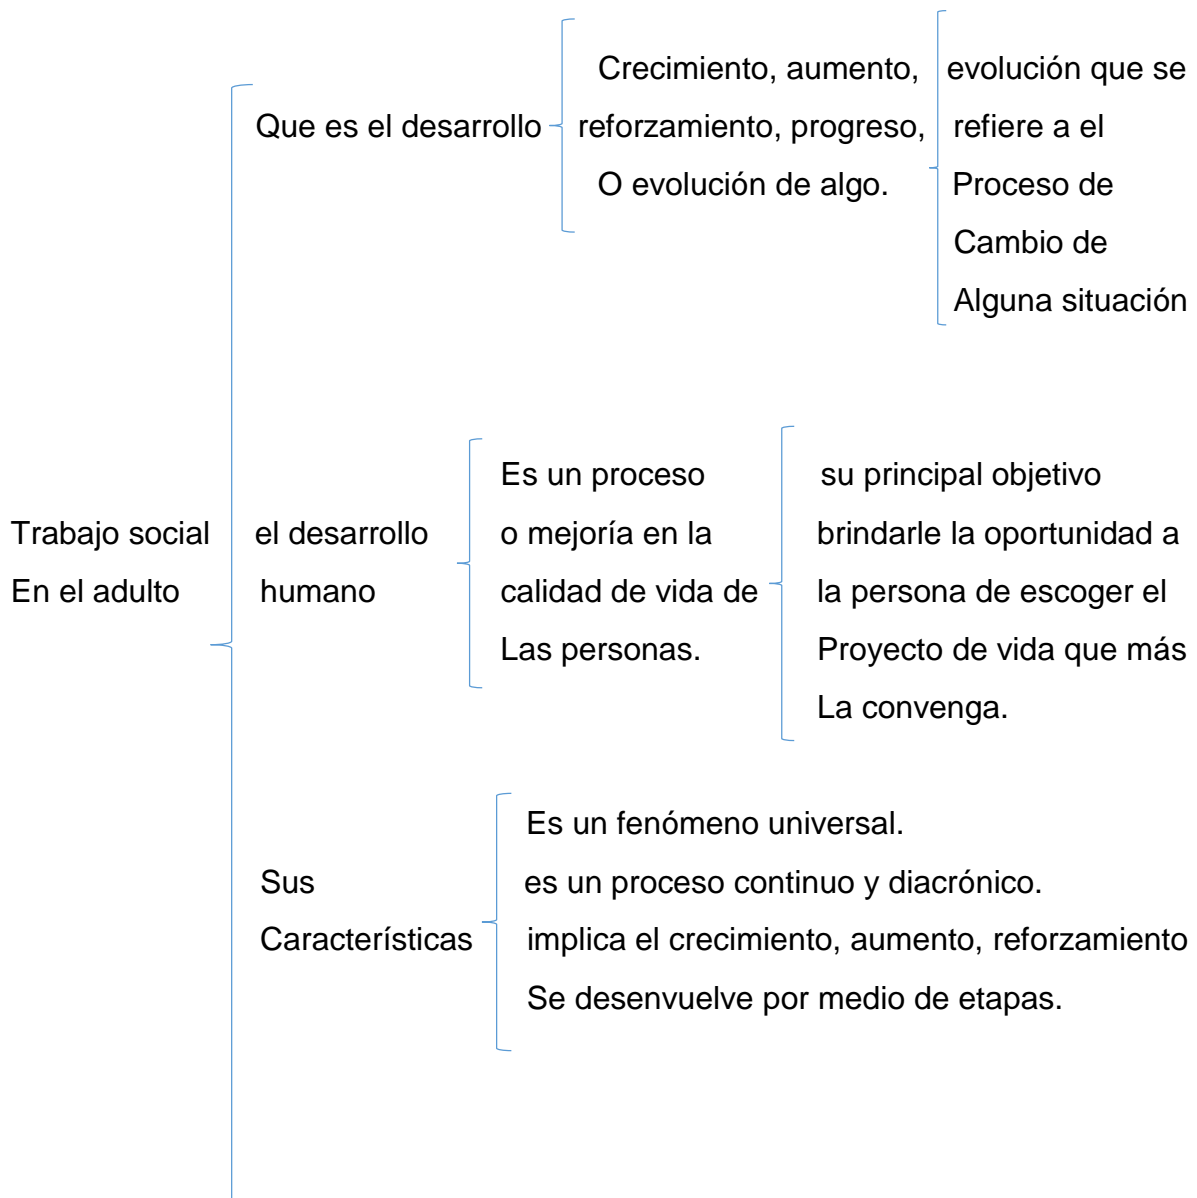 Crecimiento, aumento,
Que es el desarrollo
reforzamiento, progreso,
O evolución de algo.
evolución que se
refiere a el
Proceso de
Cambio de
Alguna situación
Trabajo social
En el adulto
el desarrollo
humano
Es un proceso
o mejoría en la
calidad de vida de
Las personas.
su principal objetivo
brindarle la oportunidad a
la persona de escoger el
Proyecto de vida que más
La convenga.
Sus
Características
Es un fenómeno universal.
es un proceso continuo y diacrónico.
implica el crecimiento, aumento, reforzamiento
Se desenvuelve por medio de etapas.